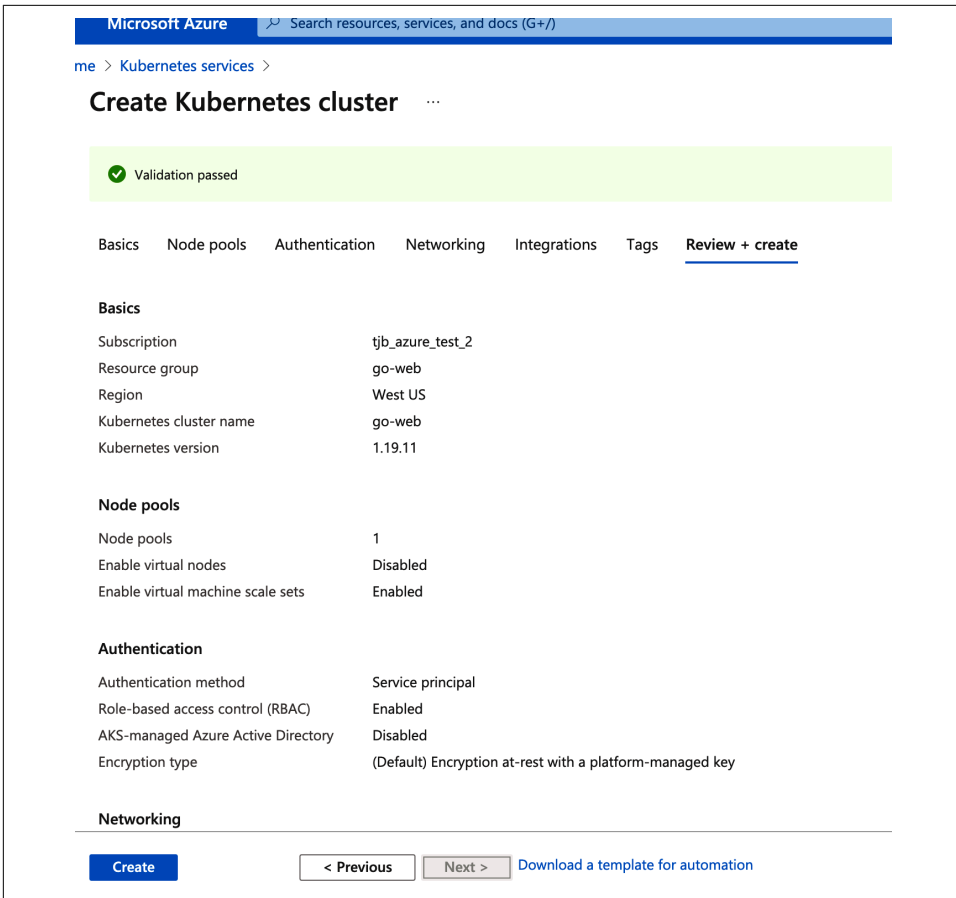 Microsoft Azure
Search resources, services, and docs (G+/)
me > Kubernetes services >
Create Kubernetes cluster ...
Validation passed
Basics Node pools Authentication Networking Integrations Tags Review + create
Basics
Subscription tjb_azure_test_2
Resource group go-web
Region West US
Kubernetes cluster name go-web
Kubernetes version 1.19.11
Node pools
Node pools 1
Enable virtual nodes Disabled
Enable virtual machine scale sets Enabled
Authentication
Authentication method Service principal
Role-based access control (RBAC) Enabled
AKS-managed Azure Active Directory Disabled
Encryption type (Default) Encryption at-rest with a platform-managed key
Networking
Create < Previous Next > Download a template for automation